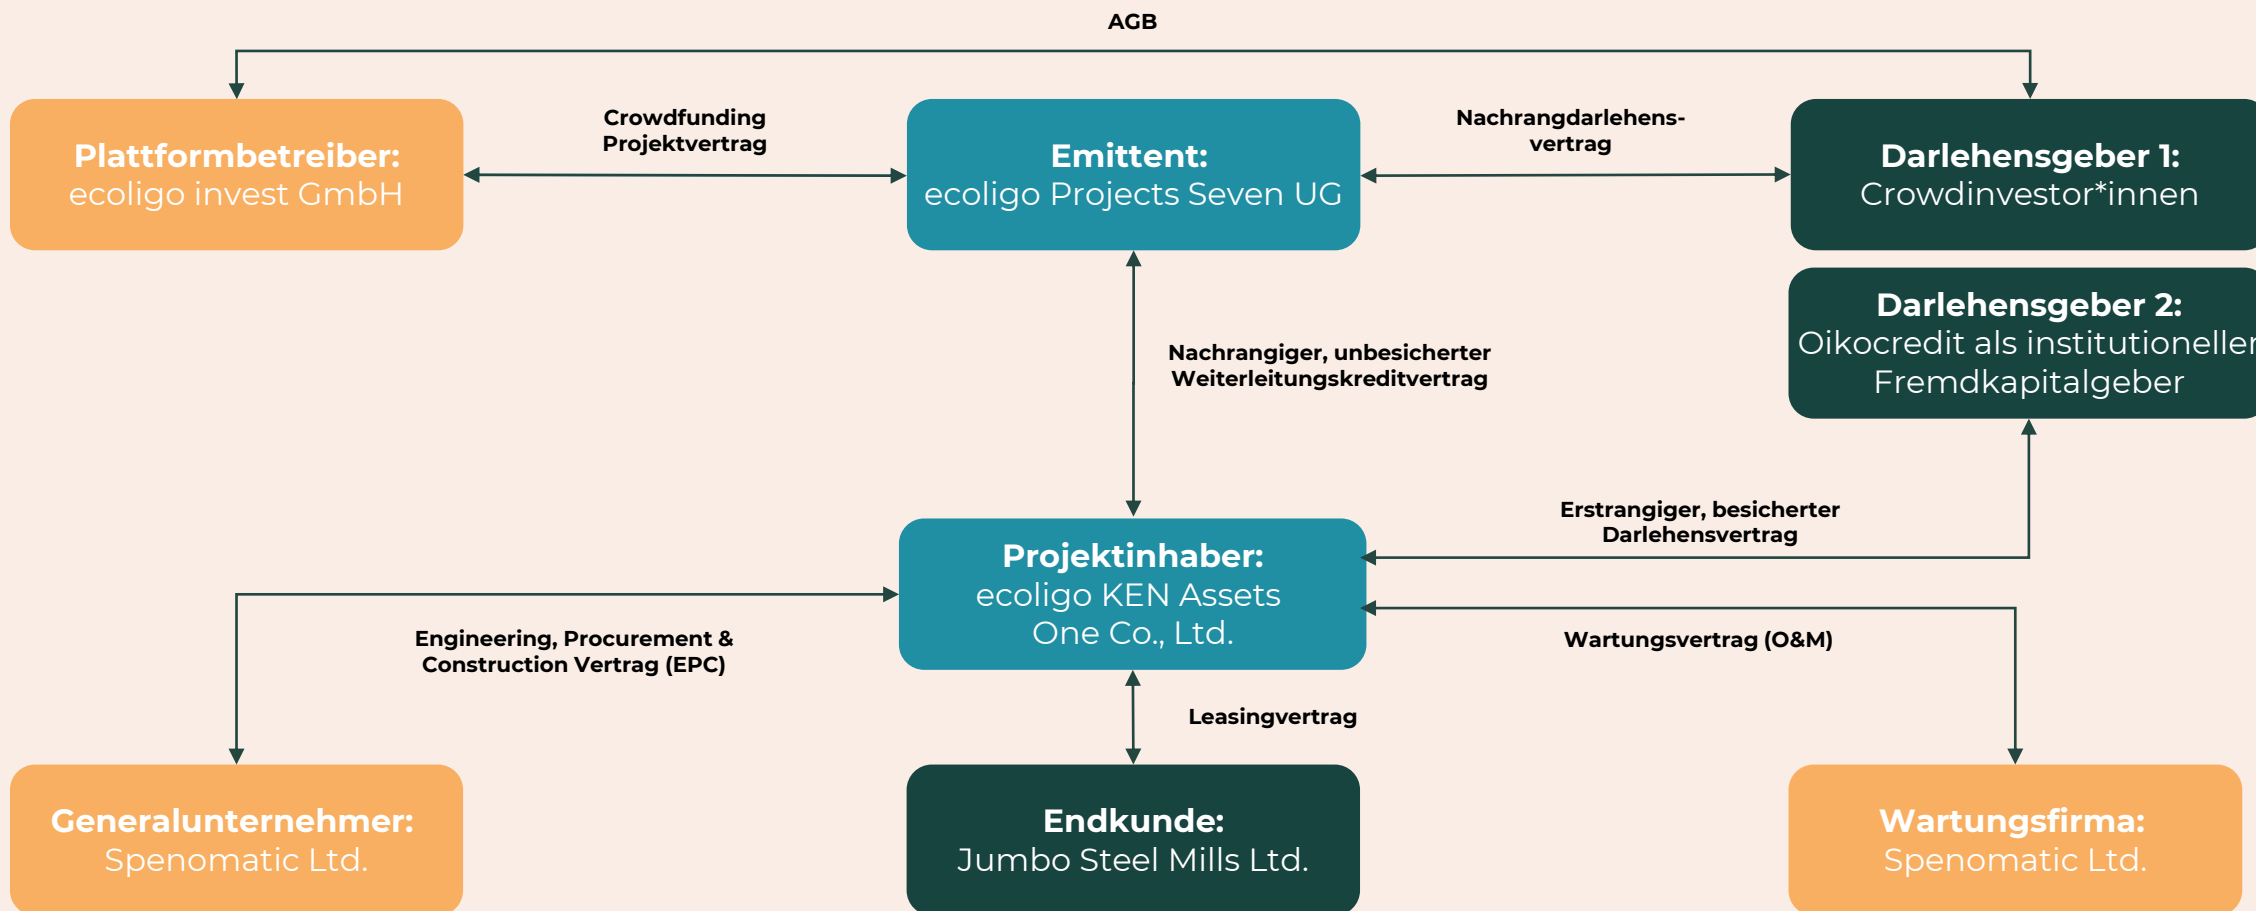 AGB
Crowdfunding
Projektvertrag
Nachrangdarlehens-
vertrag
Plattformbetreiber:
ecoligo invest GmbH
Emittent:
ecoligo Projects Seven UG
Darlehensgeber 1:
Crowdinvestor*innen
Darlehensgeber 2:
Oikocredit als institutioneller
Fremdkapitalgeber
Nachrangiger, unbesicherter
Weiterleitungskreditvertrag
Erstrangiger, besicherter
Darlehensvertrag
Projektinhaber:
ecoligo KEN Assets
One Co., Ltd.
Engineering, Procurement &
Construction Vertrag (EPC)
Wartungsvertrag (O&M)
Leasingvertrag
Generalunternehmer:
Spenomatic Ltd.
Endkunde:
Jumbo Steel Mills Ltd.
Wartungsfirma:
Spenomatic Ltd.